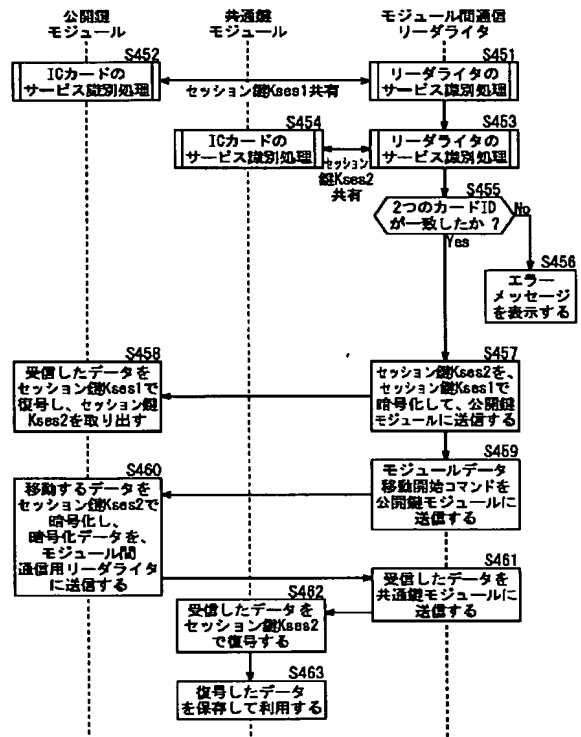 公開鍵
モジュール
共通鍵
モジュール
モジュール間通信
リーダライタ
S452
ICカードの
サービス識別処理
セッション鍵Kses1共有
S451
リーダライタの
サービス識別処理
S454
ICカードの
サービス識別処理
セッション
鍵Kses2
共有
S453
リーダライタの
サービス識別処理
S455
2つのカードID
が一致したか ?
No
Yes
S456
エラー
メッセージ
を表示する
S458
受信したデータを
セッション鍵Kses1で
復号し、セッション鍵
Kses2を取り出す
S457
セッション鍵Kses2を、
セッション鍵Kses1で
暗号化して、公開鍵
モジュールに送信する
S459
モジュールデータ
移動開始コマンドを
公開鍵モジュールに
送信する
S460
移動するデータを
セッション鍵Kses2で
暗号化し、
暗号化データを、
モジュール間
通信用リーダライタ
に送信する
S461
受信したデータを
共通鍵モジュールに
送信する
S462
受信したデータを
セッション鍵Kses2
で復号する
S463
復号したデータ
を保存して利用する